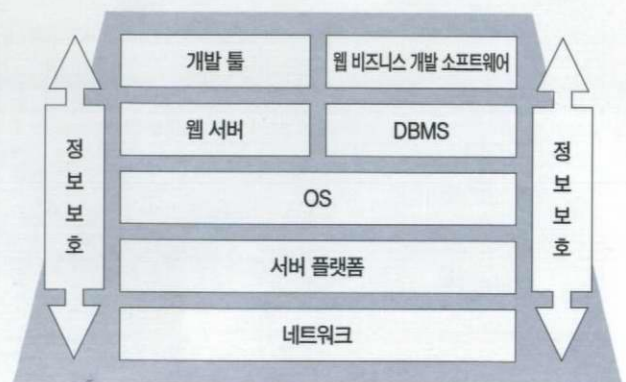 개발 툴
웹 비즈니스 개발 소프트웨어
웹 서버
DBMS
정보보호
정보보호
OS
서버 플랫폼
네트워크